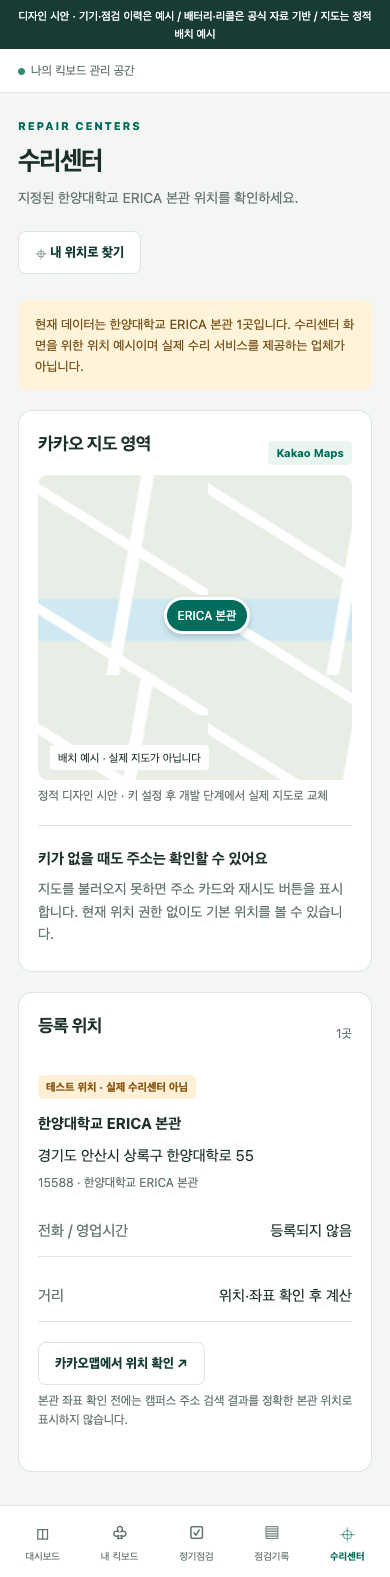 디자인 시안 · 기기·점검 이력은 예시 / 배터리·리콜은 공식 자료 기반 / 지도는 정적
배치 예시
나의 킥보드 관리 공간
REPAIR CENTERS
수리센터
지정된 한양대학교 ERICA 본관 위치를 확인하세요.
내 위치로 찾기
현재 데이터는 한양대학교 ERICA 본관 1곳입니다. 수리센터 화
면을 위한 위치 예시이며 실제 수리 서비스를 제공하는 업체가
아닙니다.
카카오 지도 영역
Kakao Maps
ERICA 본관
배치 예시 · 실제 지도가 아닙니다
정적 디자인 시안 · 키 설정 후 개발 단계에서 실제 지도로 교체
키가 없을 때도 주소는 확인할 수 있어요
지도를 불러오지 못하면 주소 카드와 재시도 버튼을 표시
합니다. 현재 위치 권한 없이도 기본 위치를 볼 수 있습니
다.
등록 위치
1곳
테스트 위치 · 실제 수리센터 아님
한양대학교 ERICA 본관
경기도 안산시 상록구 한양대학로 55
15588 · 한양대학교 ERICA 본관
전화 / 영업시간 등록되지 않음
거리 위치·좌표 확인 후 계산
카카오맵에서 위치 확인 ↗
본관 좌표 확인 전에는 캠퍼스 주소 검색 결과를 정확한 본관 위치로
표시하지 않습니다.
대시보드 내 킥보드 정기점검 점검기록 수리센터